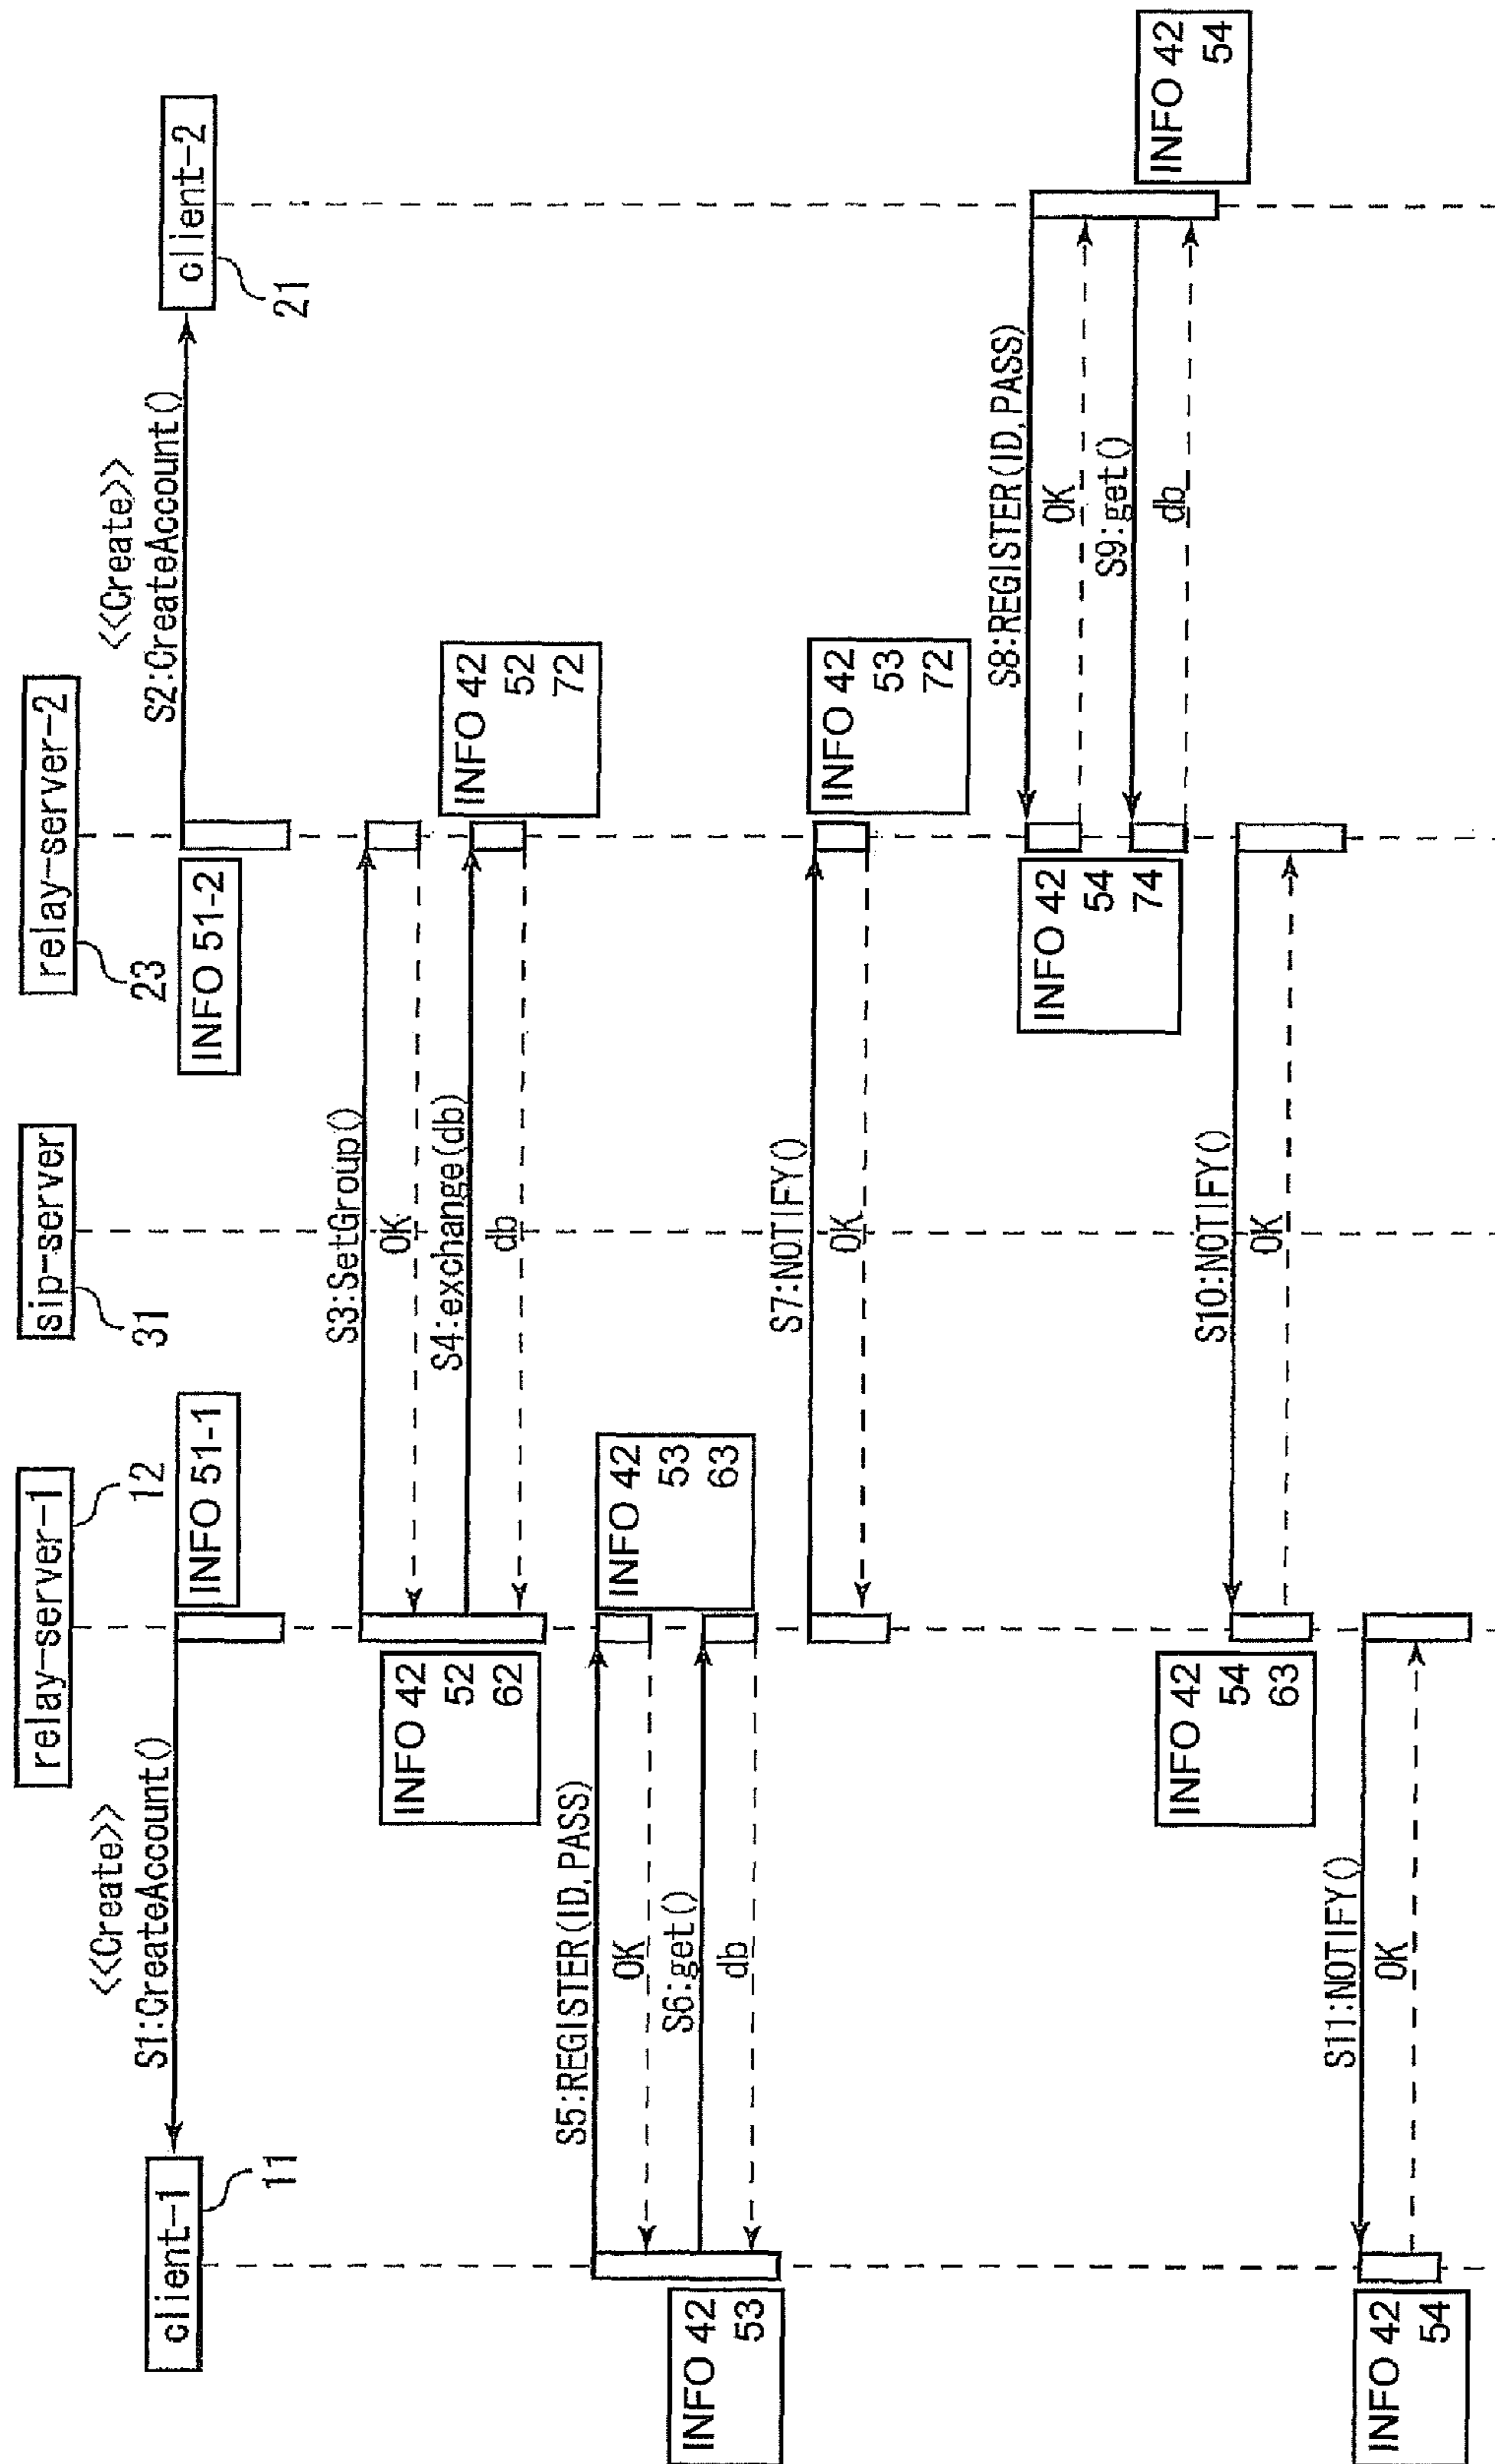 client-1
11
relay-server-1
12
sip-server
31
relay-server-2
23
client-2
21
<<Create>>
S1:CreateAccount()
INFO 51-1
INFO 51-2
<<Create>>
S2:CreateAccount()
S3:SetGroup()
OK
INFO 42
52
62
S4:exchange(db)
db
INFO 42
52
72
S5:REGISTER(ID,PASS)
OK
INFO 42
53
63
S6:get()
db
INFO 42
53
S7:NOTIFY()
OK
INFO 42
53
72
S8:REGISTER(ID,PASS)
OK
INFO 42
54
74
S9:get()
db
INFO 42
54
S10:NOTIFY()
OK
INFO 42
54
63
S11:NOTIFY()
OK
INFO 42
54